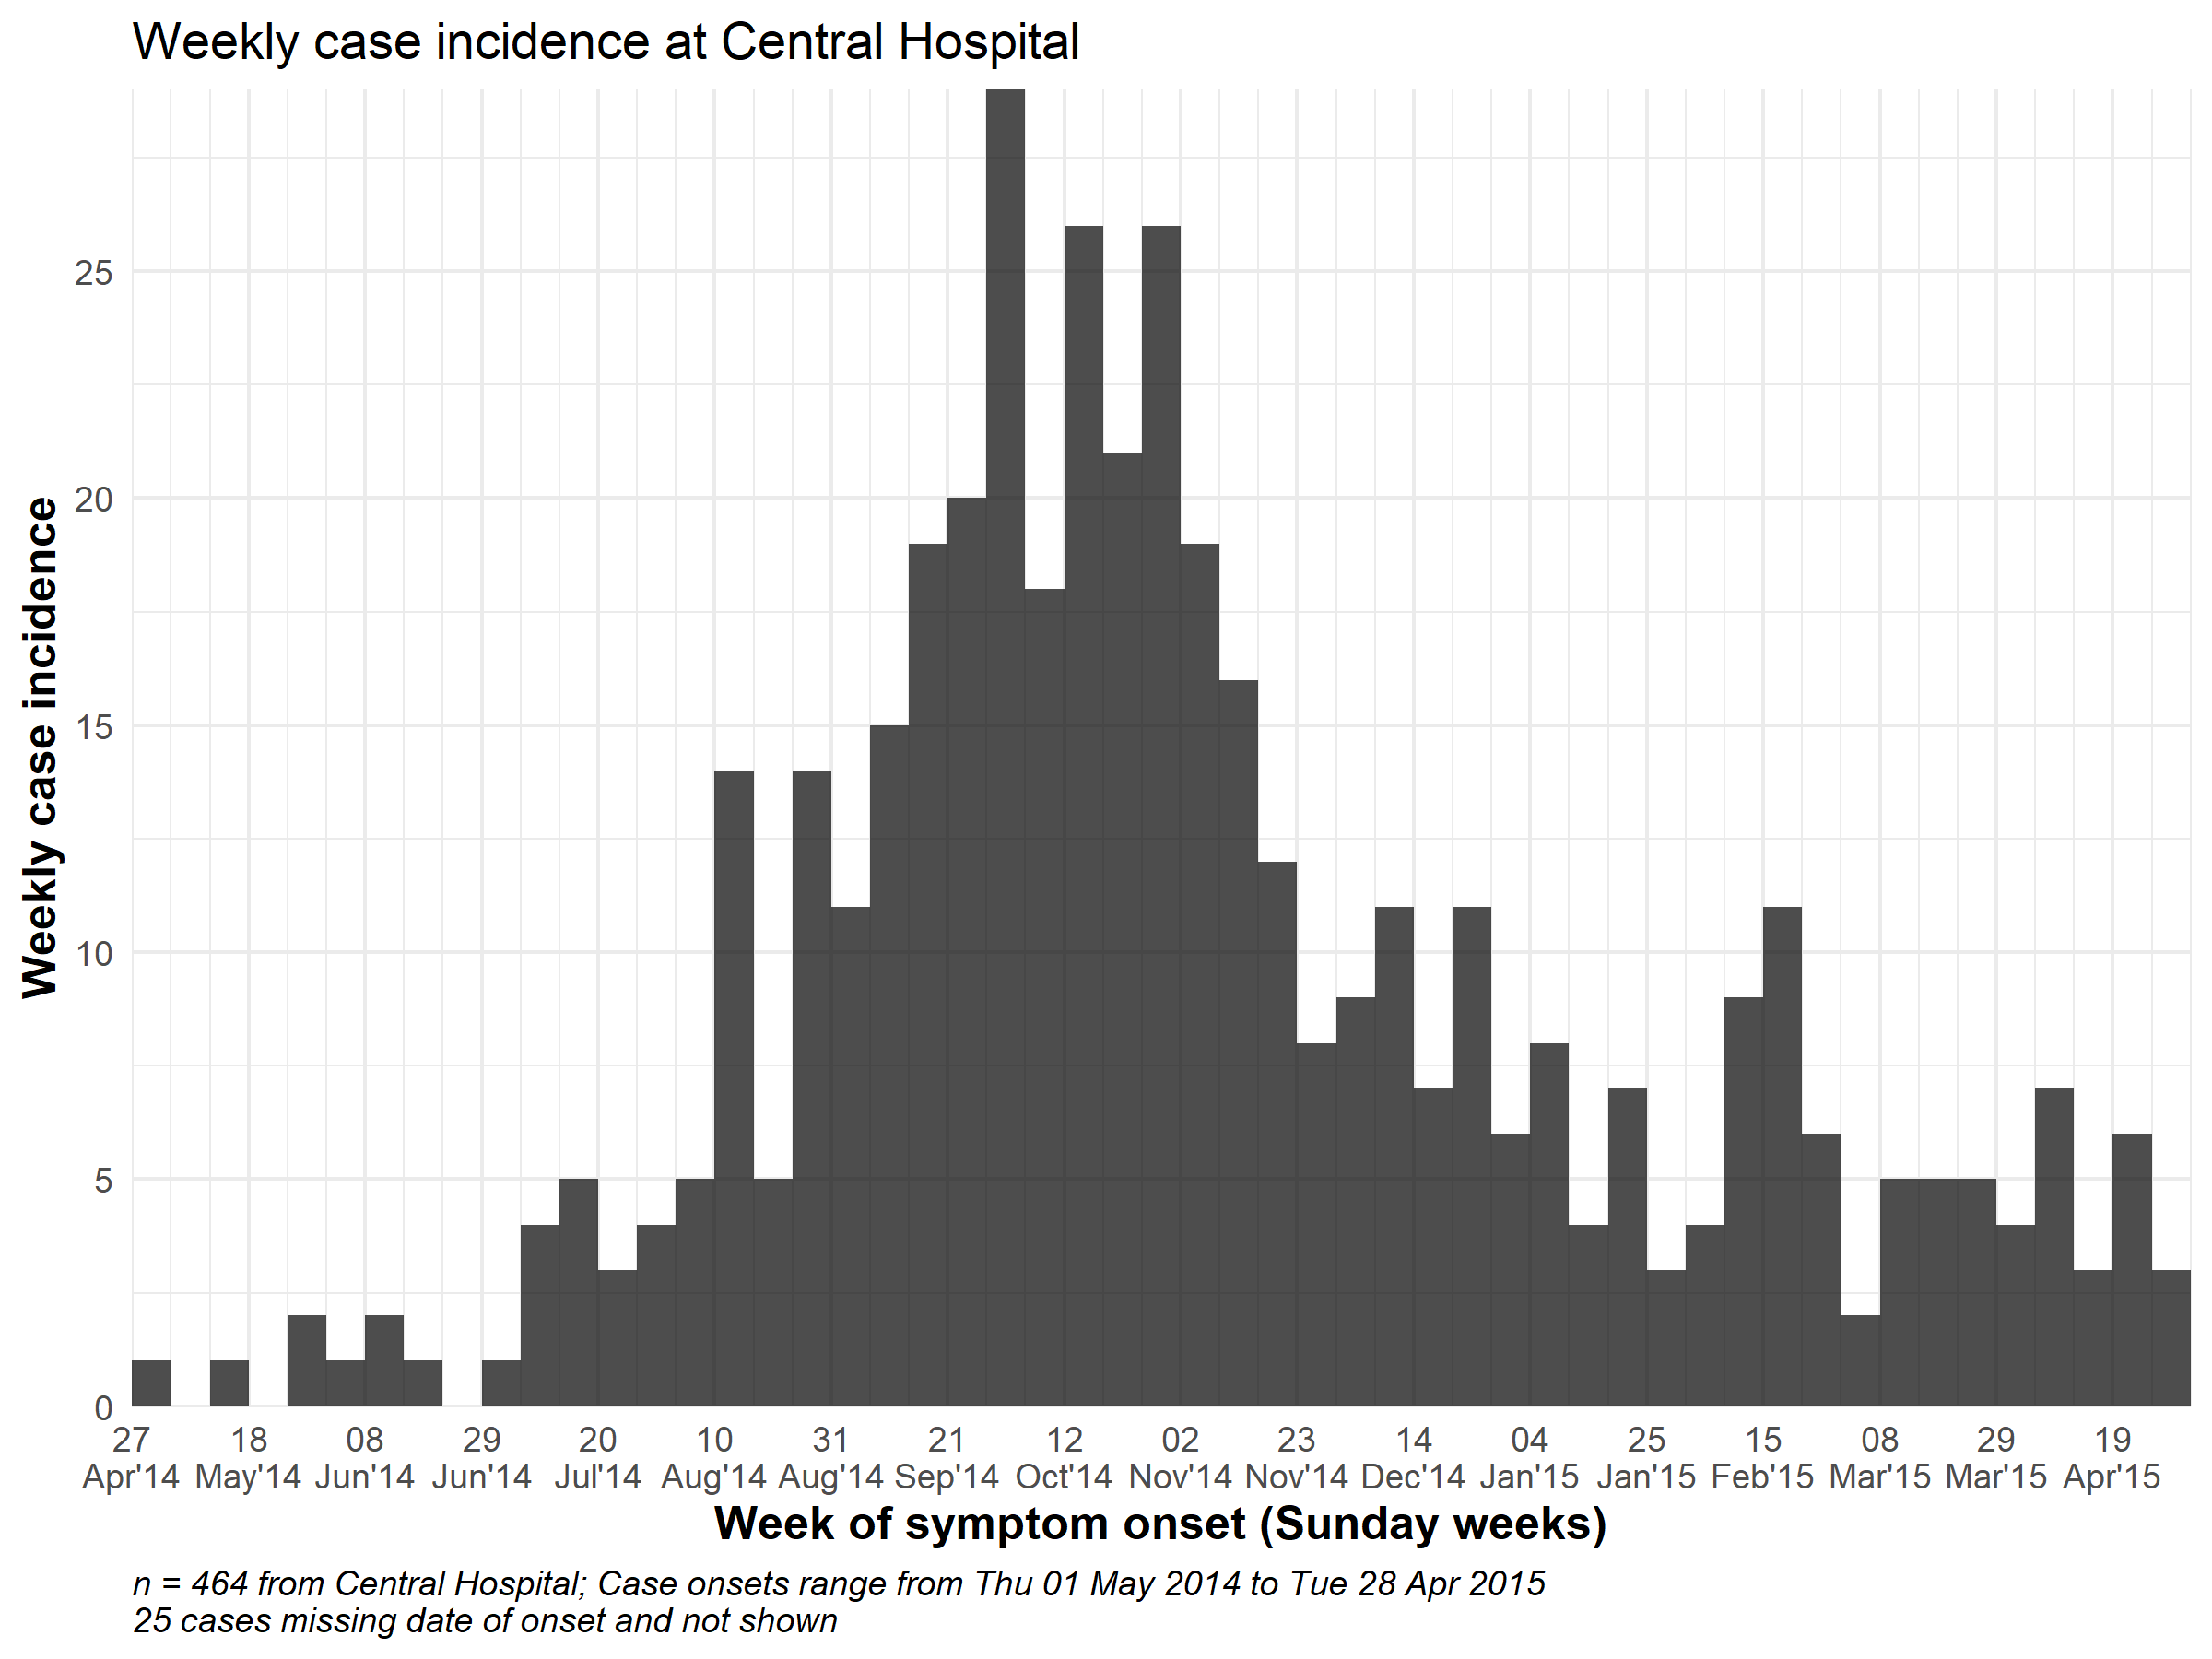 Weekly case incidence at Central Hospital
Weekly case incidence
25
20
15
10
5
0
27 18 08 29 20 10 31 21 12 02 23 14 04 25 15 08 29 19
Apr'14 May'14 Jun'14 Jun'14 Jul'14 Aug'14 Aug'14 Sep'14 Oct'14 Nov'14 Nov'14 Dec'14 Jan'15 Jan'15 Feb'15 Mar'15 Mar'15 Apr'15
Week of symptom onset (Sunday weeks)
n = 464 from Central Hospital; Case onsets range from Thu 01 May 2014 to Tue 28 Apr 2015
25 cases missing date of onset and not shown